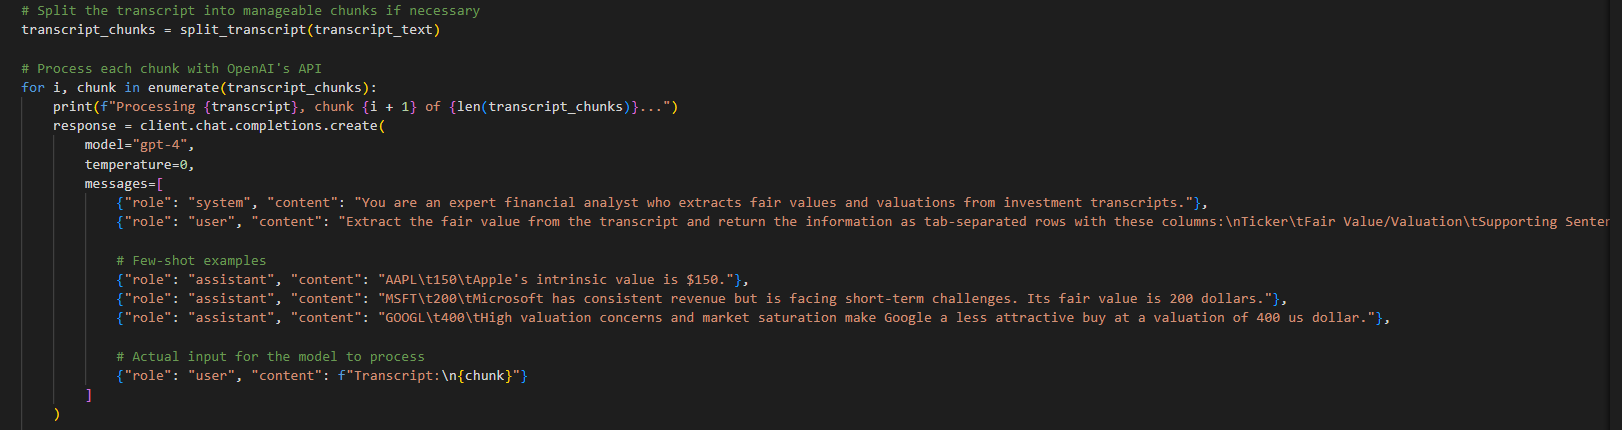 # Split the transcript into manageable chunks if necessary
transcript_chunks = split_transcript(transcript_text)
# Process each chunk with OpenAI's API
for i, chunk in enumerate(transcript_chunks):
print(f"Processing {transcript}, chunk {i + 1} of {len(transcript_chunks)}...")
response = client.chat.completions.create(
model="gpt-4",
temperature=0,
messages=[
{"role": "system", "content": "You are an expert financial analyst who extracts fair values and valuations from investment transcripts."},
{"role": "user", "content": "Extract the fair value from the transcript and return the information as tab-separated rows with these columns:\nTicker\tFair Value/Valuation\tSupporting Senter
# Few-shot examples
{"role": "assistant", "content": "AAPL\t150\tApple's intrinsic value is $150."},
{"role": "assistant", "content": "MSFT\t200\tMicrosoft has consistent revenue but is facing short-term challenges. Its fair value is 200 dollars."},
{"role": "assistant", "content": "GOOGL\t400\tHigh valuation concerns and market saturation make Google a less attractive buy at a valuation of 400 us dollar."},
# Actual input for the model to process
{"role": "user", "content": f"Transcript:\n{chunk}"}
]
)